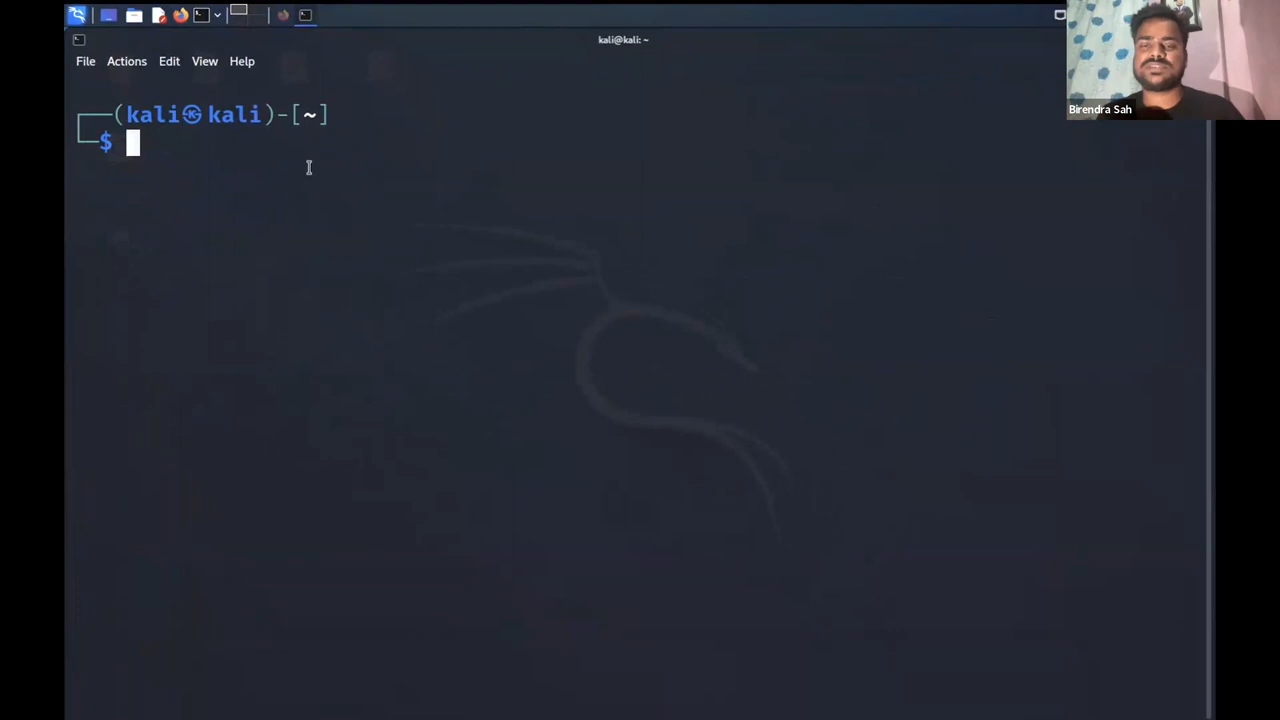 kali@kali: ~
File Actions Edit View Help
Birendra Sah
┌──(kali㉿kali)-[~]
└─$